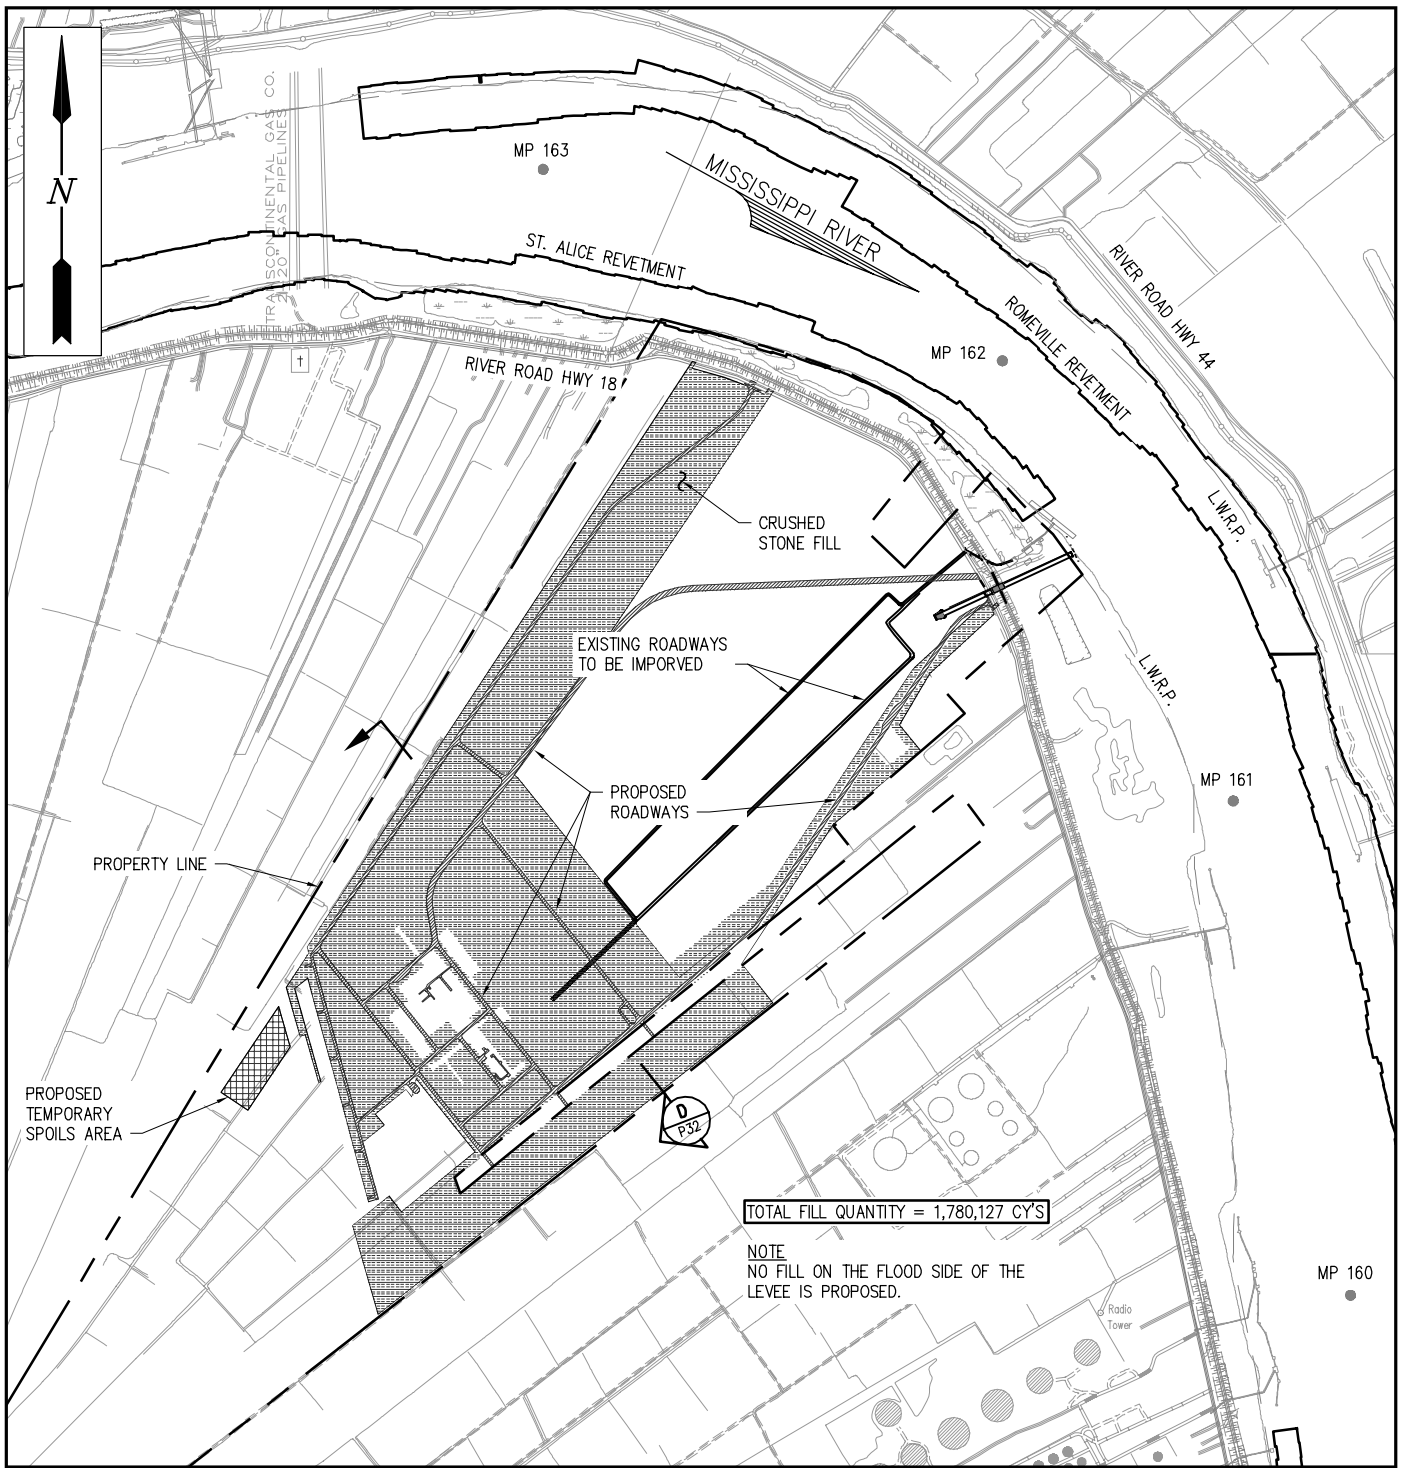 TRANSCONTINENTAL GAS CO.
2-20" GAS PIPELINES
N
MP 163
MISSISSIPPI RIVER
ST. ALICE REVETMENT
RIVER ROAD HWY 44
ROMEVILLE REVETMENT
MP 162
RIVER ROAD HWY 18
L.W.R.P.
CRUSHED
STONE FILL
EXISTING ROADWAYS
TO BE IMPORVED
L.W.R.P.
MP 161
PROPOSED
ROADWAYS
PROPERTY LINE
PROPOSED
TEMPORARY
SPOILS AREA
D
P32
TOTAL FILL QUANTITY = 1,780,127 CY'S
NOTE
NO FILL ON THE FLOOD SIDE OF THE
LEVEE IS PROPOSED.
MP 160
Radio
Tower